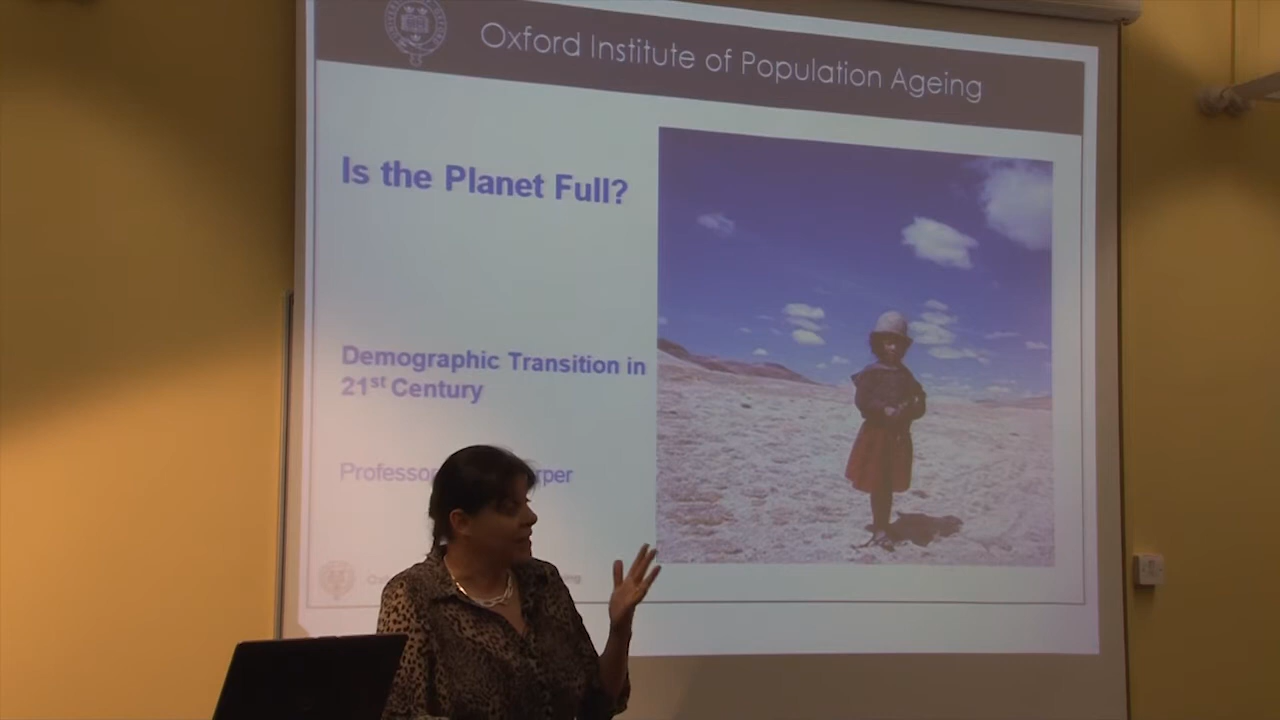 Oxford Institute of Population Ageing
Is the Planet Full?
Demographic Transition in
21st Century